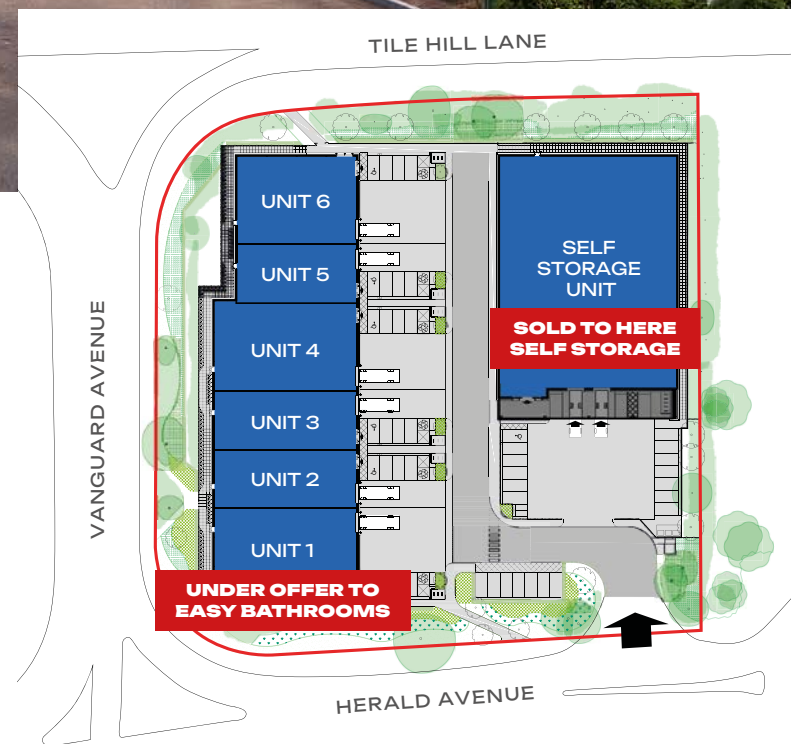 TILE HILL LANE
VANGUARD AVENUE
UNIT 6
UNIT 5
UNIT 4
UNIT 3
UNIT 2
UNIT 1
UNDER OFFER TO
EASY BATHROOMS
SELF
STORAGE
UNIT
SOLD TO HERE
SELF STORAGE
HERALD AVENUE